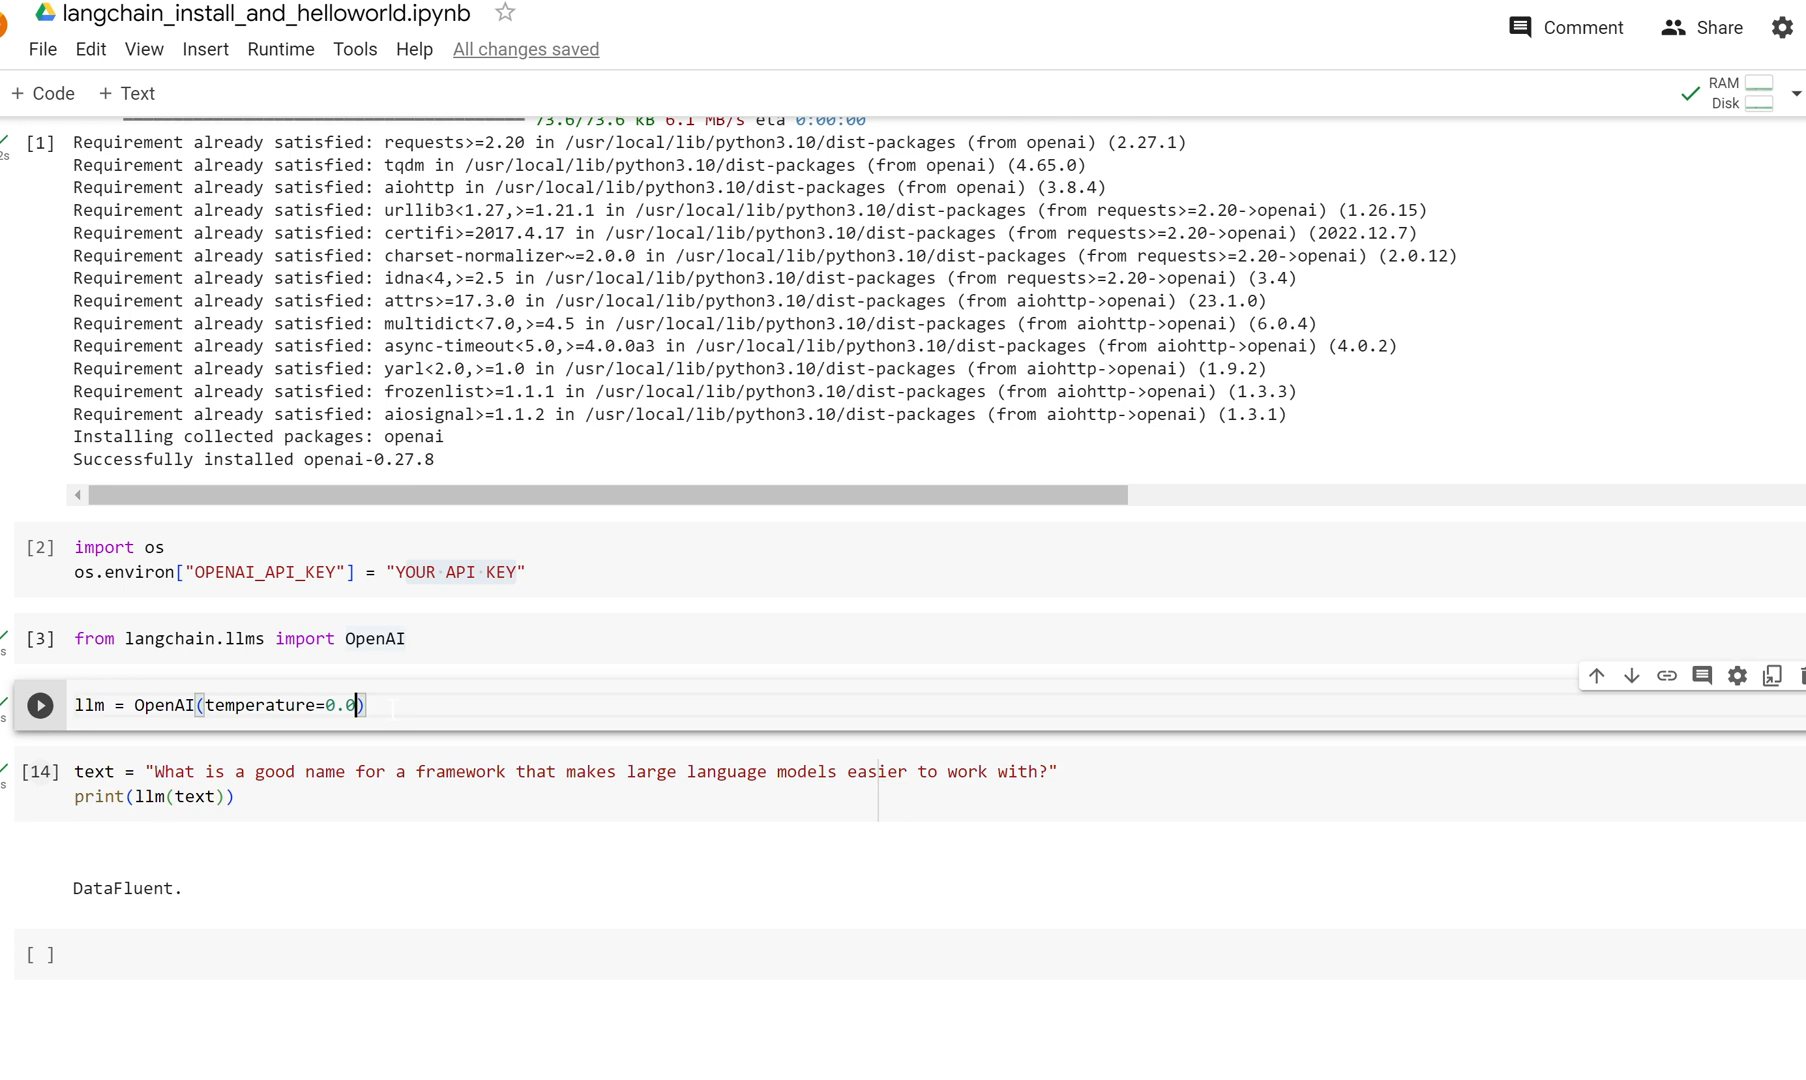 langchain_install_and_helloworld.ipynb
Comment Share
File Edit View Insert Runtime Tools Help All changes saved
+ Code + Text
RAM
Disk
73.6/73.6 kB 6.1 MB/s eta 0:00:00
[1] Requirement already satisfied: requests>=2.20 in /usr/local/lib/python3.10/dist-packages (from openai) (2.27.1)
2s
Requirement already satisfied: tqdm in /usr/local/lib/python3.10/dist-packages (from openai) (4.65.0)
Requirement already satisfied: aiohttp in /usr/local/lib/python3.10/dist-packages (from openai) (3.8.4)
Requirement already satisfied: urllib3<1.27,>=1.21.1 in /usr/local/lib/python3.10/dist-packages (from requests>=2.20->openai) (1.26.15)
Requirement already satisfied: certifi>=2017.4.17 in /usr/local/lib/python3.10/dist-packages (from requests>=2.20->openai) (2022.12.7)
Requirement already satisfied: charset-normalizer~=2.0.0 in /usr/local/lib/python3.10/dist-packages (from requests>=2.20->openai) (2.0.12)
Requirement already satisfied: idna<4,>=2.5 in /usr/local/lib/python3.10/dist-packages (from requests>=2.20->openai) (3.4)
Requirement already satisfied: attrs>=17.3.0 in /usr/local/lib/python3.10/dist-packages (from aiohttp->openai) (23.1.0)
Requirement already satisfied: multidict<7.0,>=4.5 in /usr/local/lib/python3.10/dist-packages (from aiohttp->openai) (6.0.4)
Requirement already satisfied: async-timeout<5.0,>=4.0.0a3 in /usr/local/lib/python3.10/dist-packages (from aiohttp->openai) (4.0.2)
Requirement already satisfied: yarl<2.0,>=1.0 in /usr/local/lib/python3.10/dist-packages (from aiohttp->openai) (1.9.2)
Requirement already satisfied: frozenlist>=1.1.1 in /usr/local/lib/python3.10/dist-packages (from aiohttp->openai) (1.3.3)
Requirement already satisfied: aiosignal>=1.1.2 in /usr/local/lib/python3.10/dist-packages (from aiohttp->openai) (1.3.1)
Installing collected packages: openai
Successfully installed openai-0.27.8
[2] import os
os.environ["OPENAI_API_KEY"] = "YOUR API KEY"
[3] from langchain.llms import OpenAI
s
llm = OpenAI(temperature=0.0)
s
[14] text = "What is a good name for a framework that makes large language models easier to work with?"
s
print(llm(text))
DataFluent.
[ ]